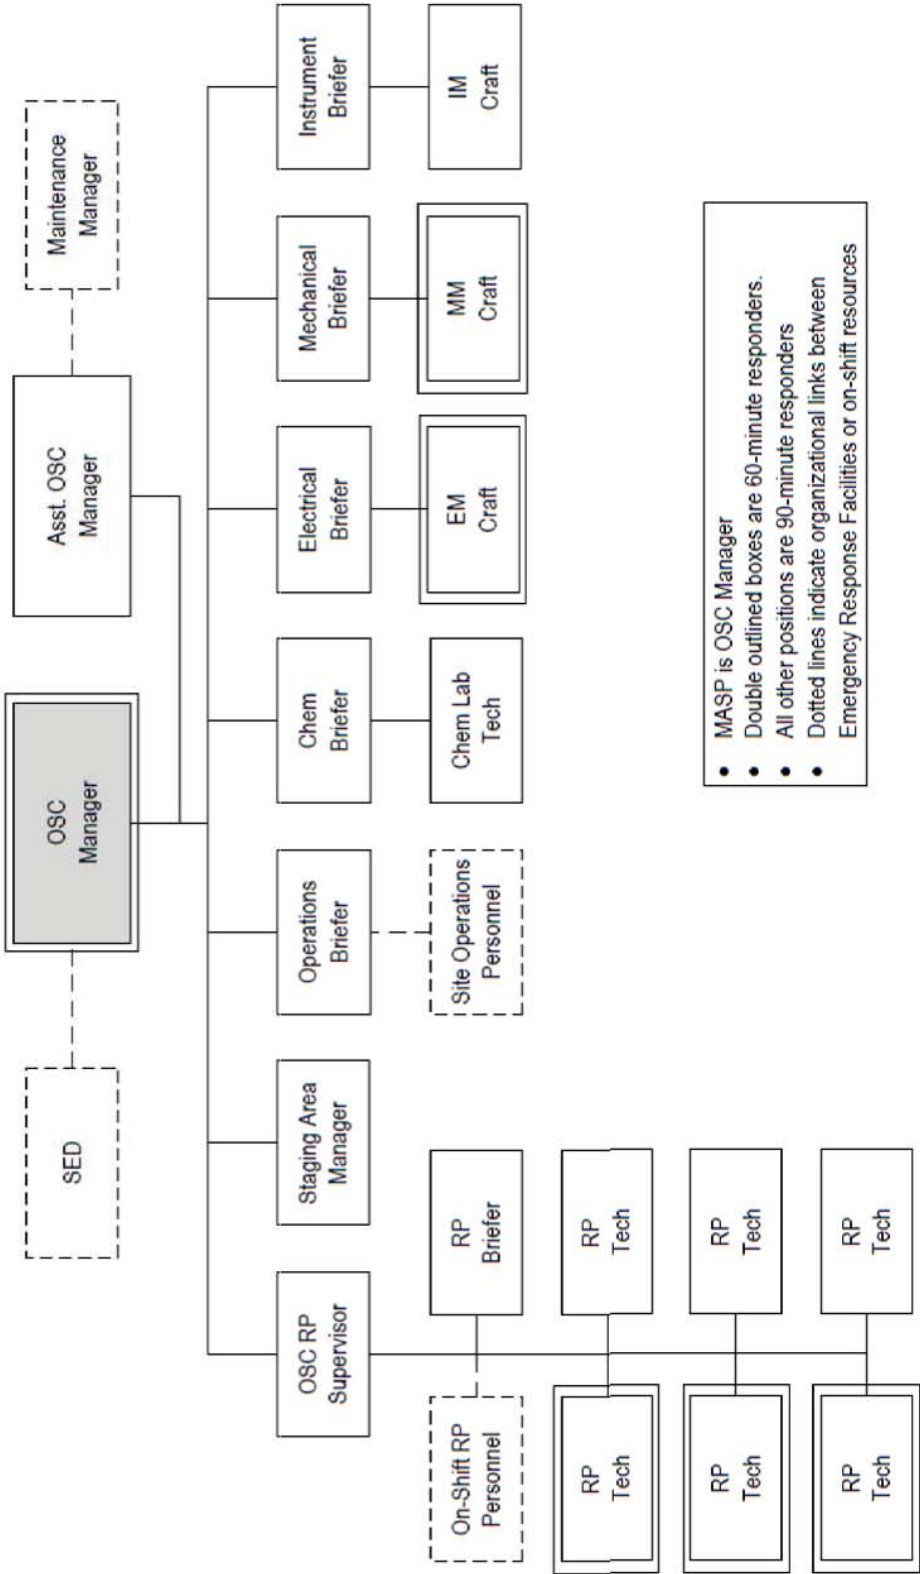 SED
OSC
Manager
Asst. OSC
Manager
Maintenance
Manager
OSC RP
Supervisor
Staging Area
Manager
Operations
Briefer
Chem
Briefer
Electrical
Briefer
Mechanical
Briefer
Instrument
Briefer
On-Shift RP
Personnel
RP
Briefer
Site Operations
Personnel
Chem Lab
Tech
EM
Craft
MM
Craft
IM
Craft
RP
Tech
RP
Tech
RP
Tech
RP
Tech
RP
Tech
RP
Tech
• MASP is OSC Manager
• Double outlined boxes are 60-minute responders.
• All other positions are 90-minute responders
• Dotted lines indicate organizational links between
Emergency Response Facilities or on-shift resources